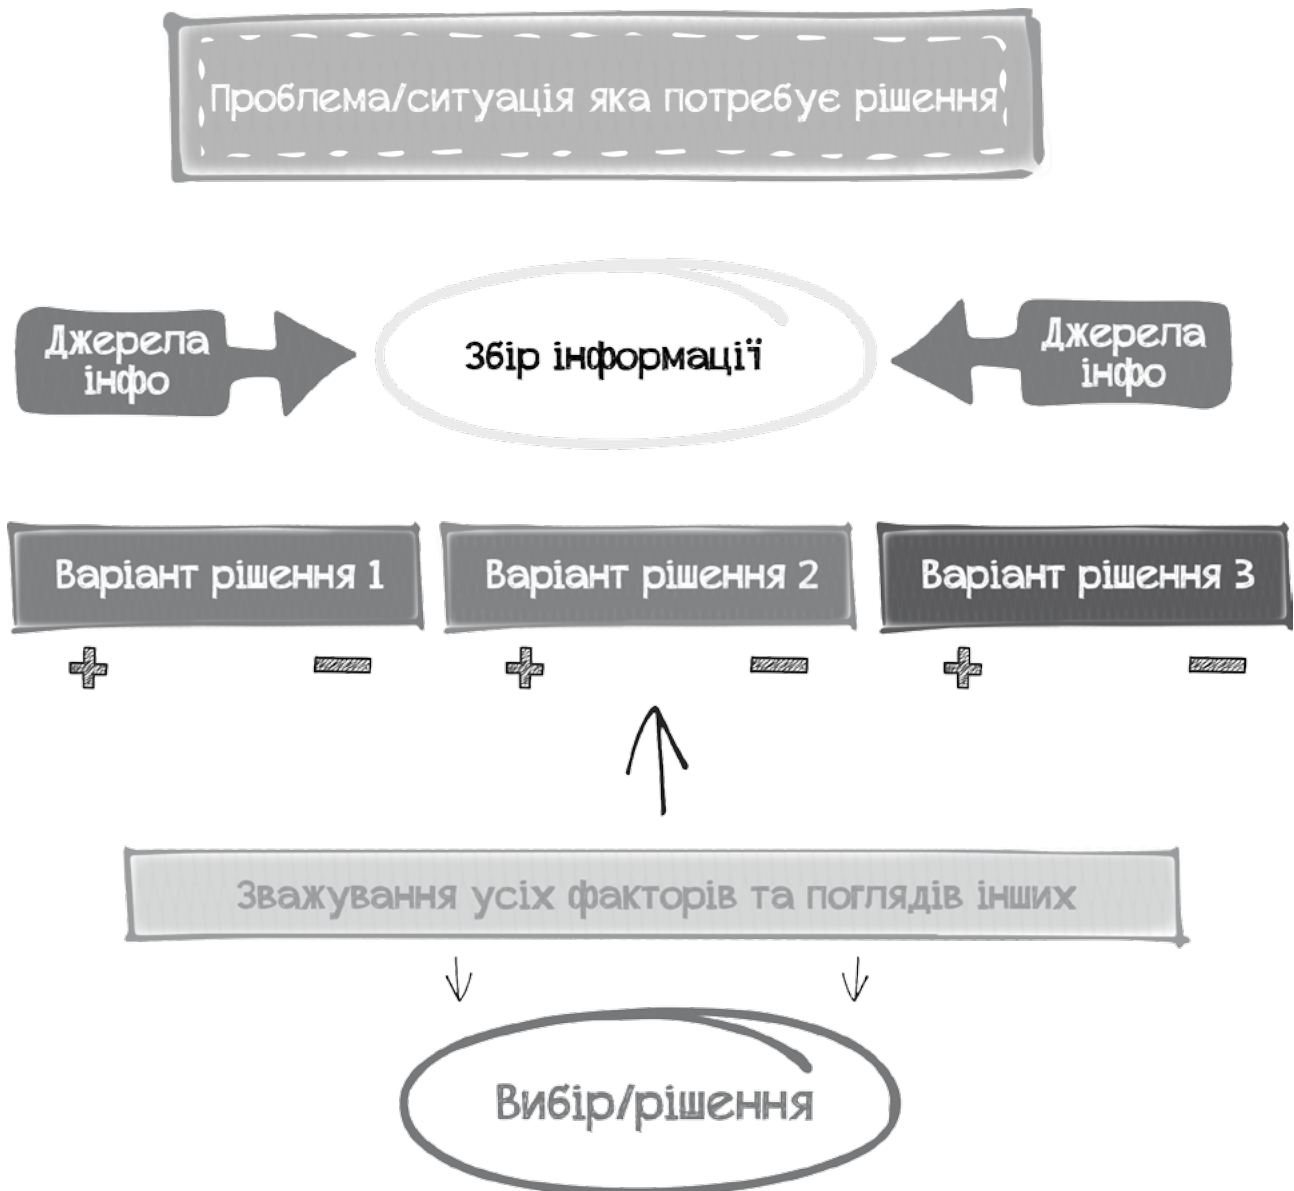 Проблема/ситуація яка потребує рішення
Джерела
інфо
Збір інформації
Джерела
інфо
Варіант рішення 1
Варіант рішення 2
Варіант рішення 3
+
−
+
−
+
−
Зважування усіх факторів та поглядів інших
Вибір/рішення